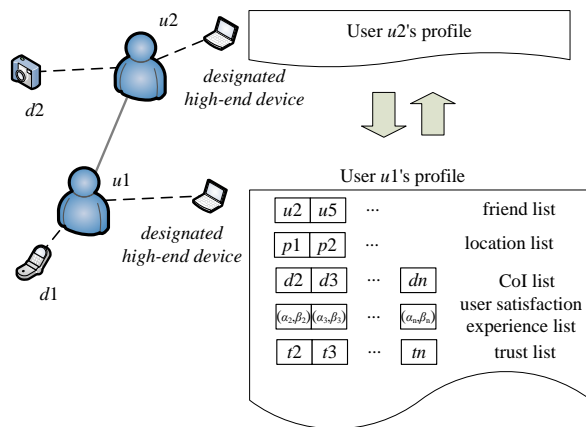 u2
User u2's profile
designated
high-end device
d2
u1
User u1's profile
designated
high-end device
d1
u2 u5 ... friend list
p1 p2 ... location list
d2 d3 ... dn CoI list
(α₂,β₂) (α₃,β₃) ... (αₙ,βₙ) user satisfaction
experience list
t2 t3 ... tn trust list